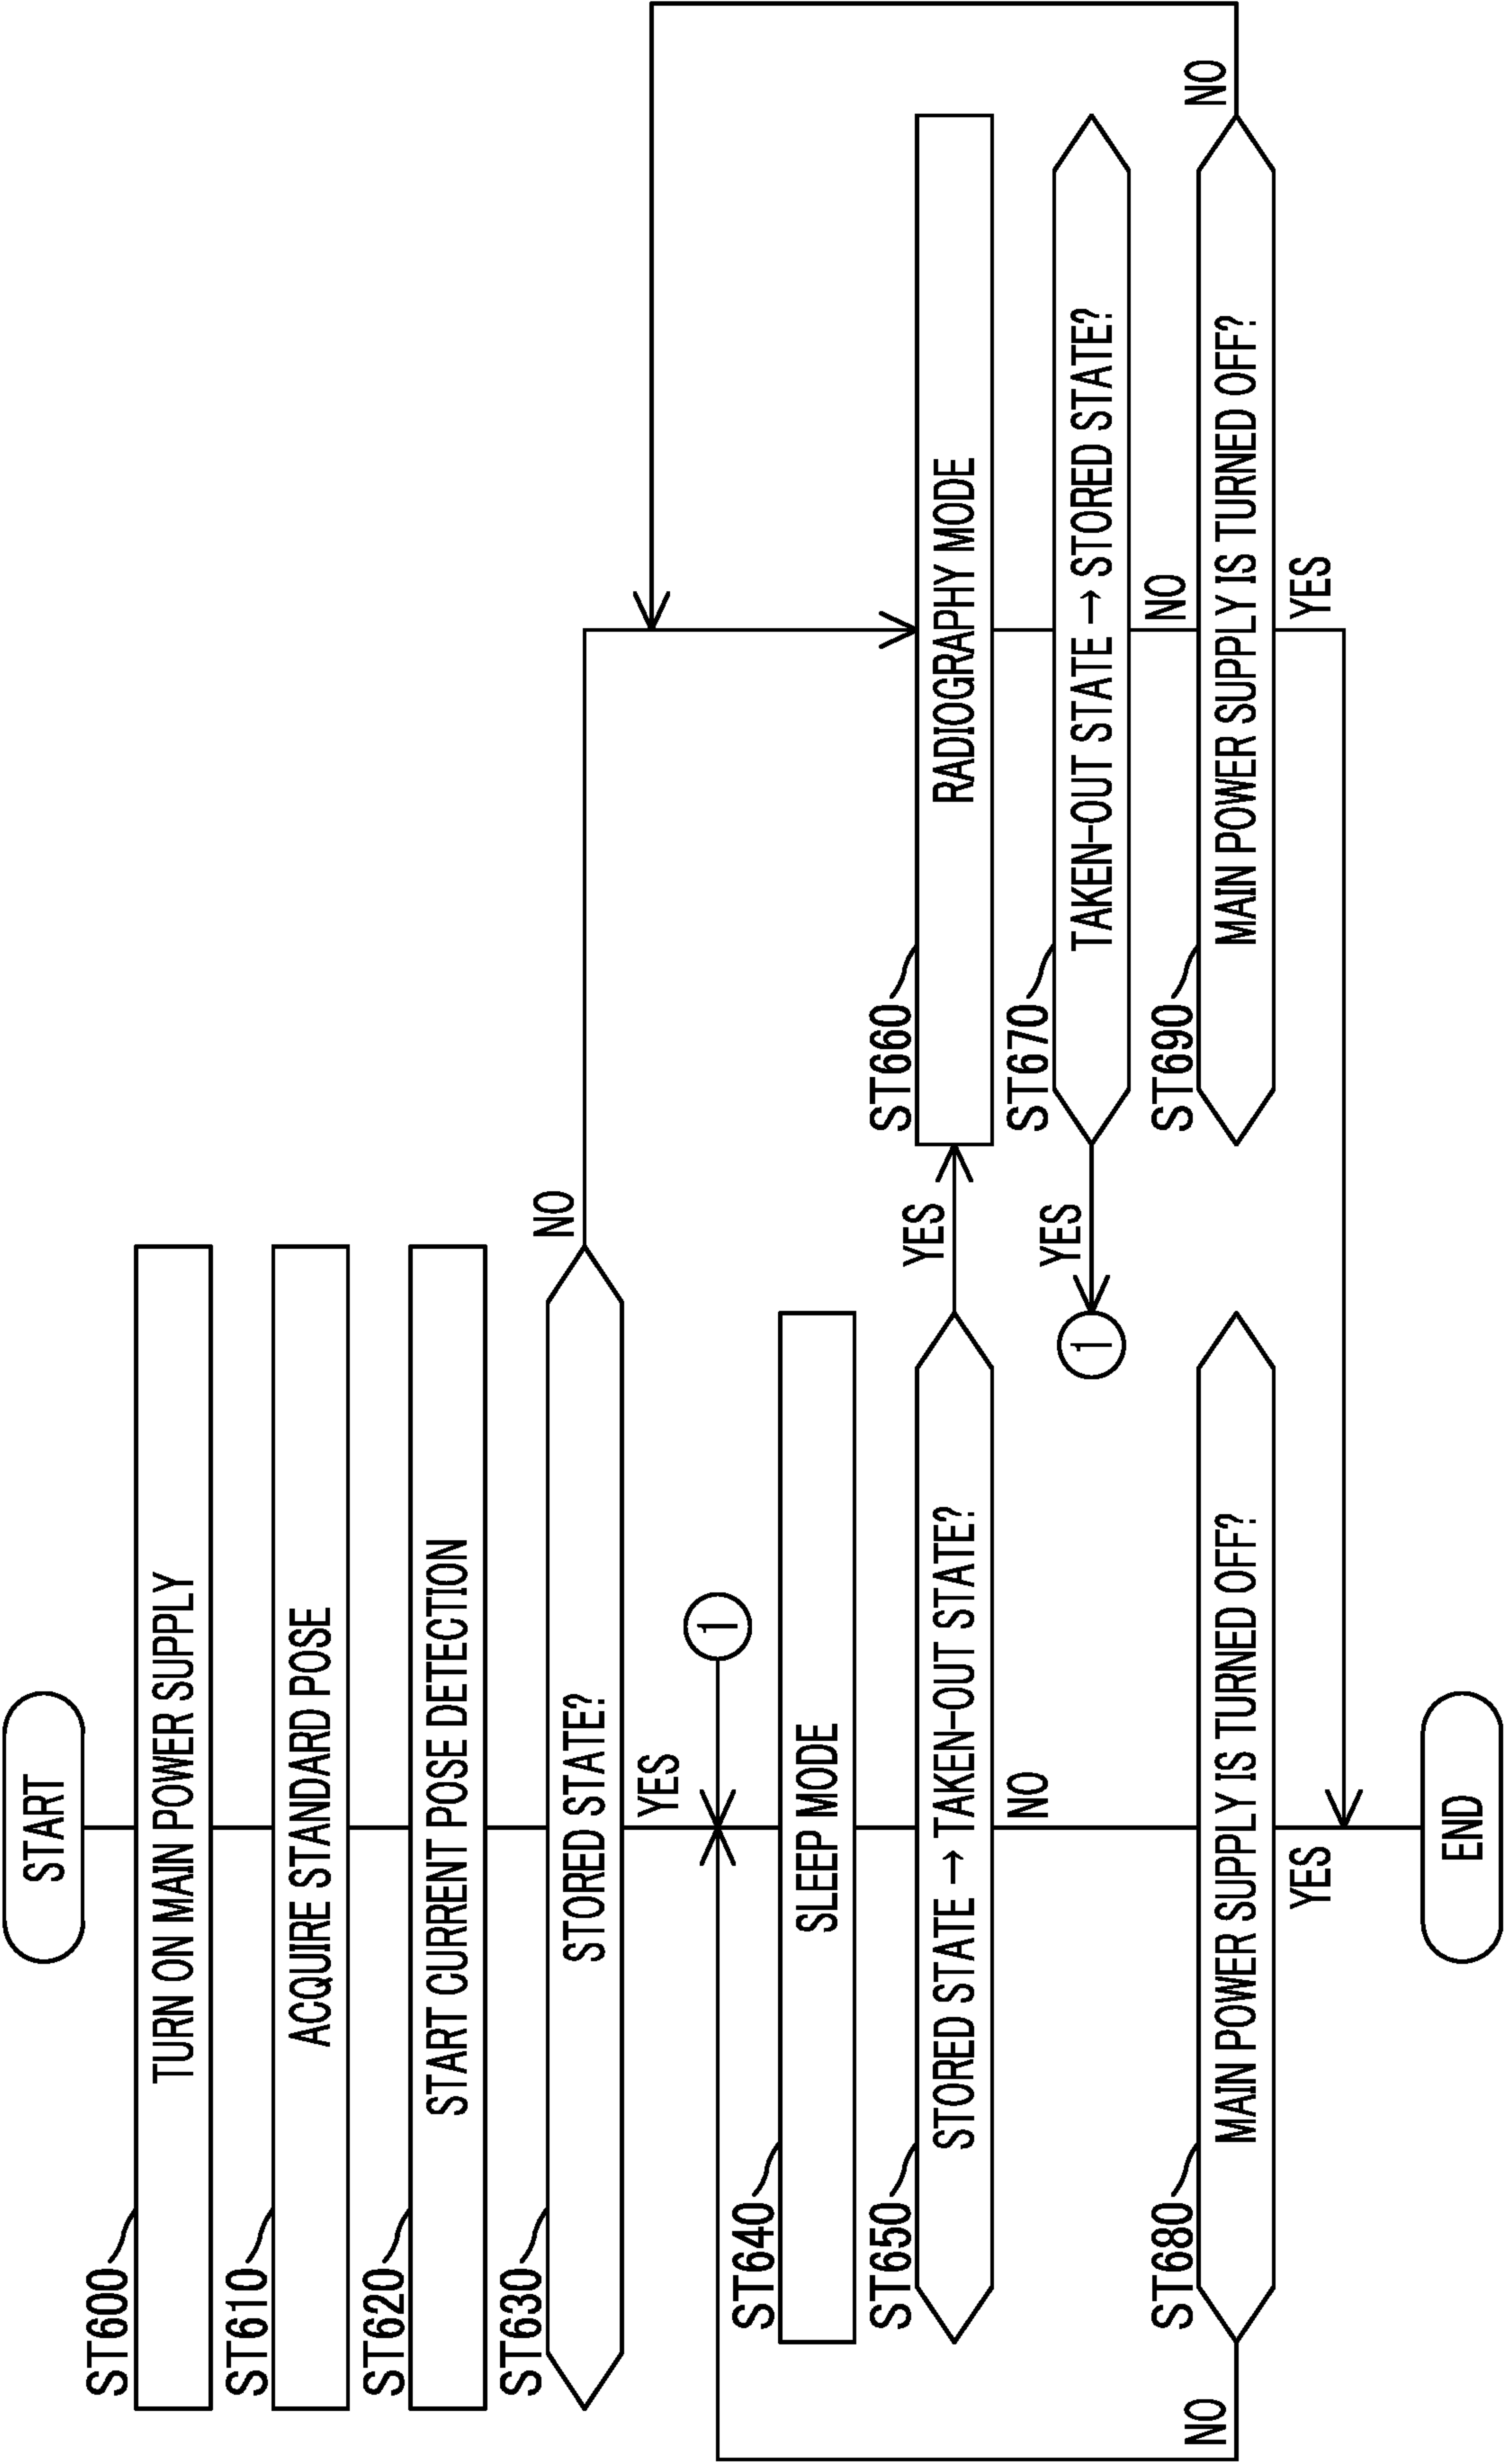 START
ST600
TURN ON MAIN POWER SUPPLY
ST610
ACQUIRE STANDARD POSE
ST620
START CURRENT POSE DETECTION
ST630
STORED STATE?
NO
YES
1
ST640
SLEEP MODE
ST650
STORED STATE → TAKEN-OUT STATE?
YES
NO
ST660
RADIOGRAPHY MODE
ST670
TAKEN-OUT STATE → STORED STATE?
YES
1
NO
ST680
MAIN POWER SUPPLY IS TURNED OFF?
NO
YES
ST690
MAIN POWER SUPPLY IS TURNED OFF?
NO
YES
END